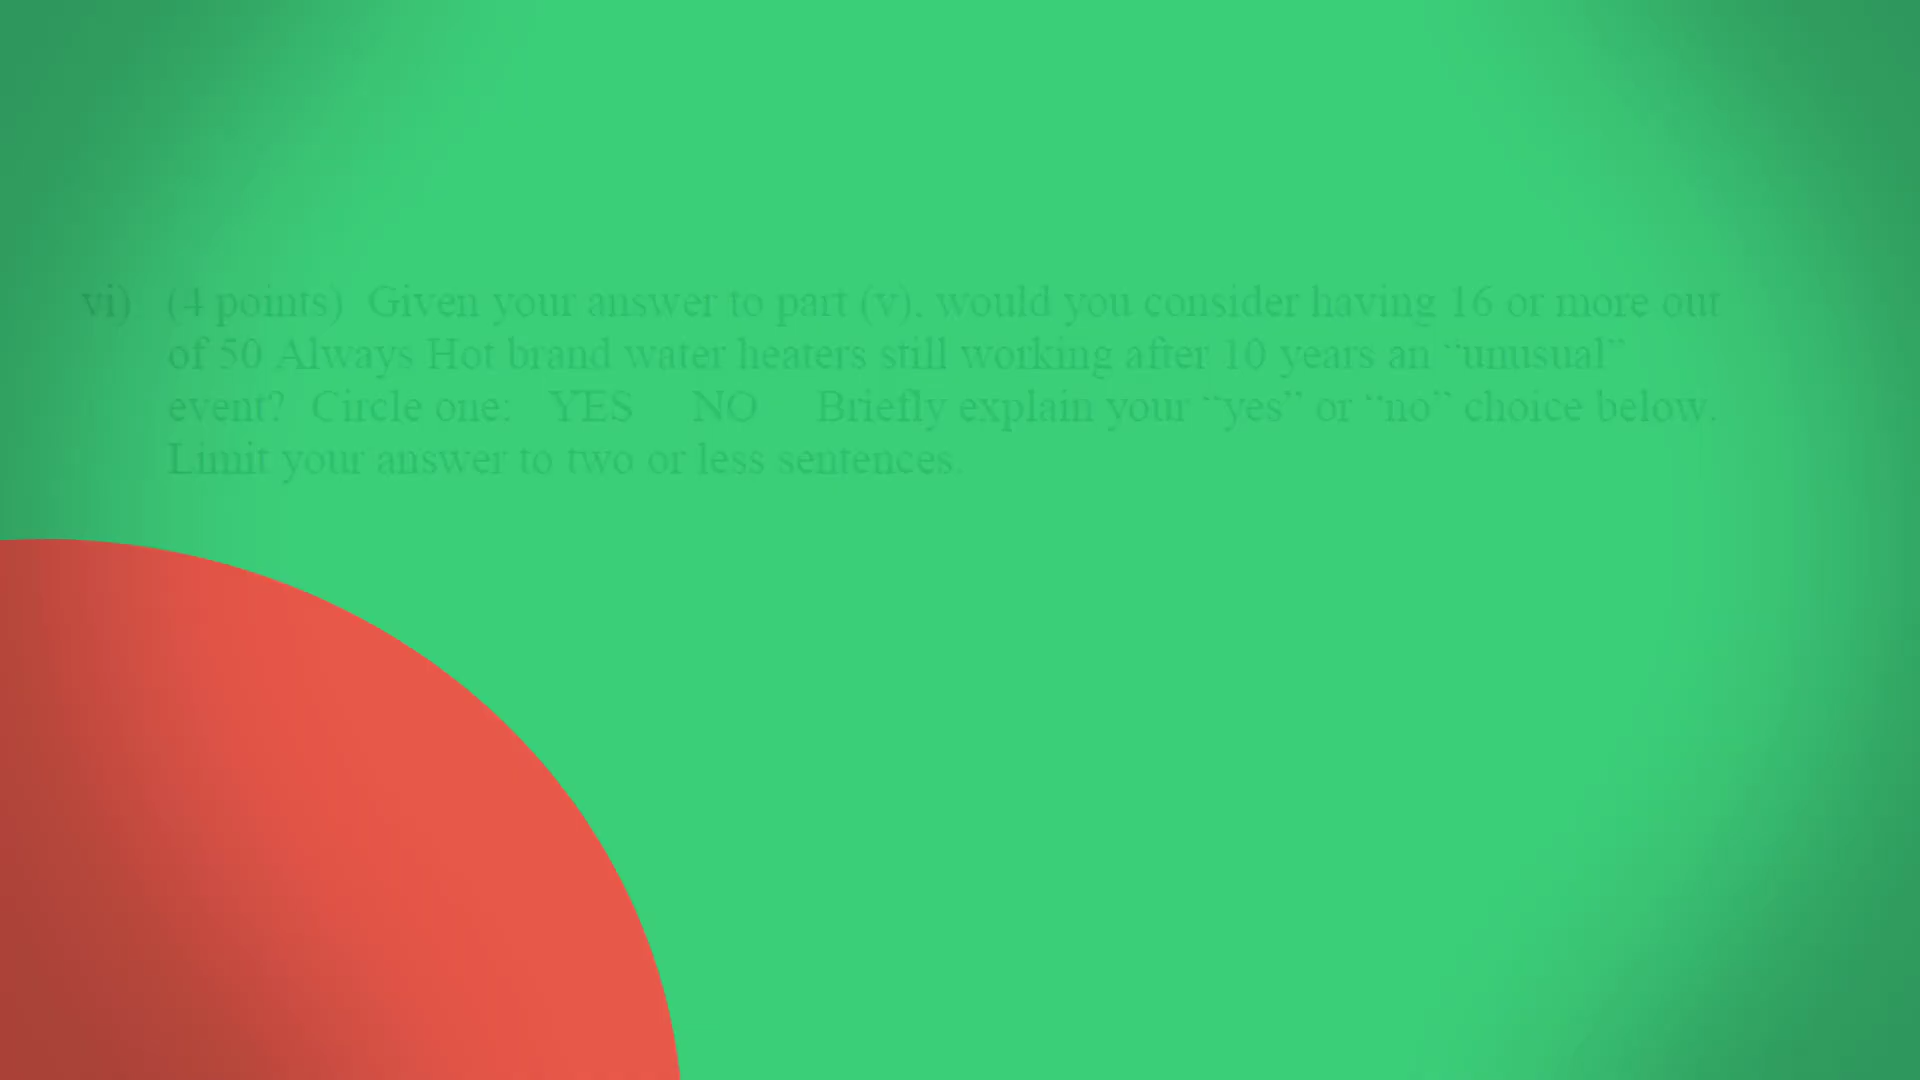 vi) (4 points) Given your answer to part (v), would you consider having 16 or more out
of 50 Always Hot brand water heaters still working after 10 years an “unusual”
event? Circle one: YES NO Briefly explain your “yes” or “no” choice below.
Limit your answer to two or less sentences.